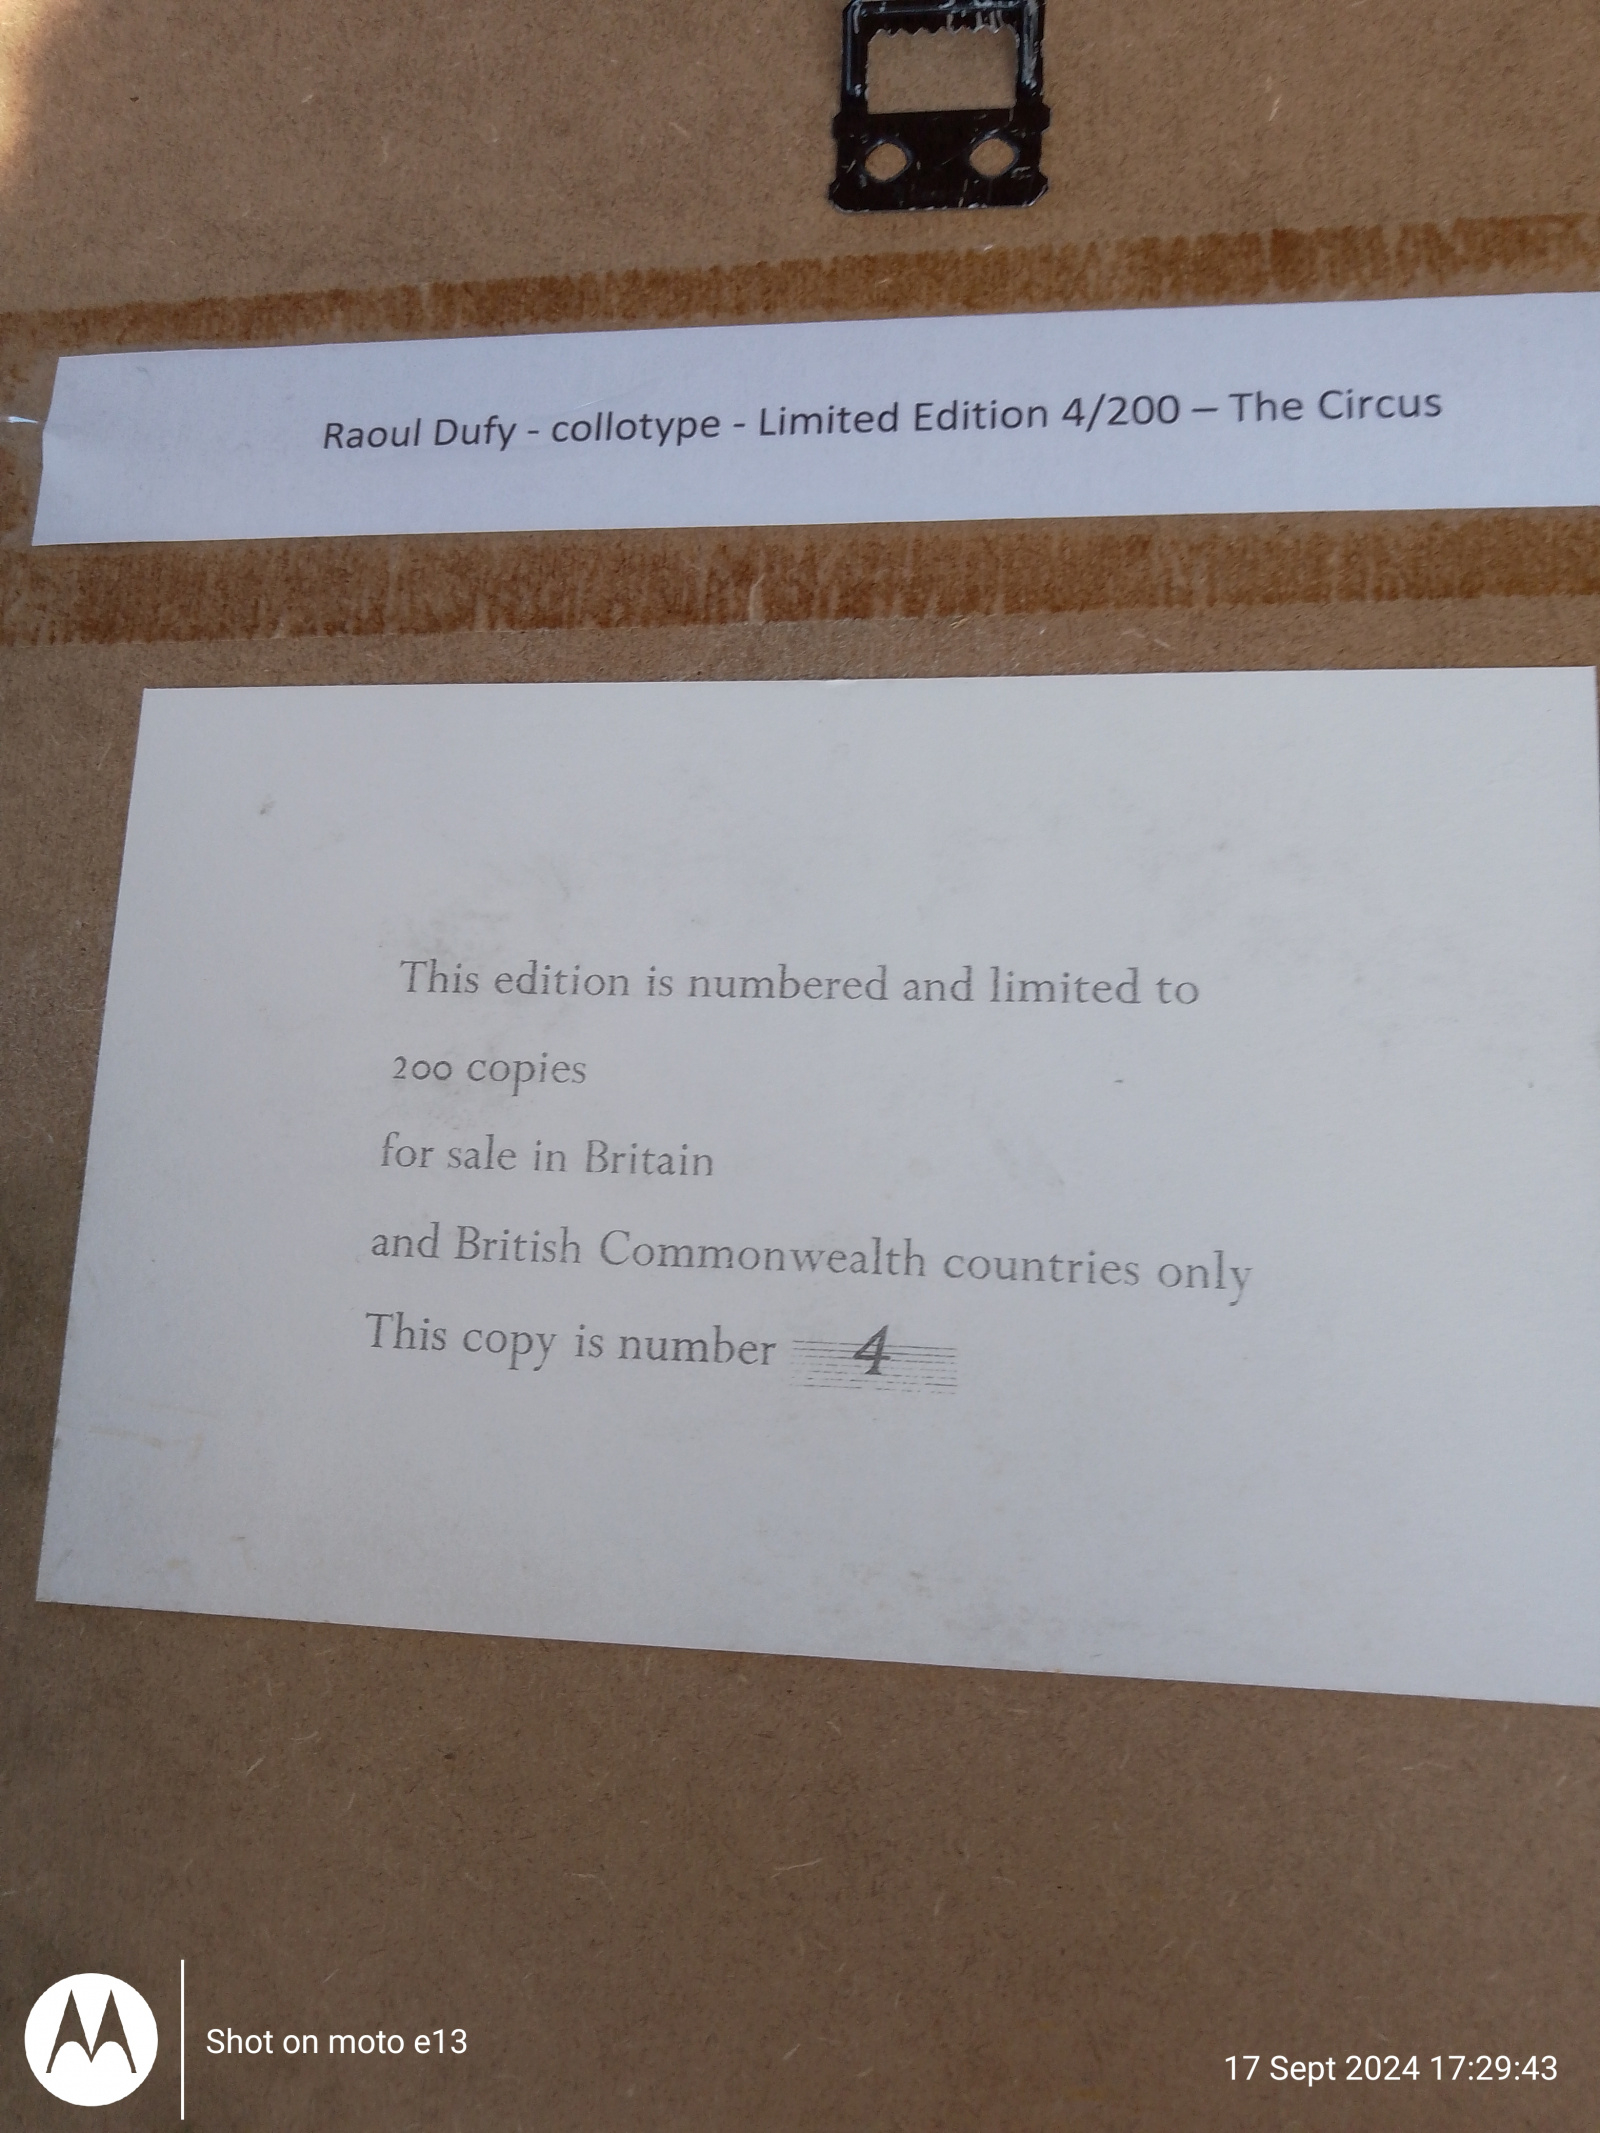 Raoul Dufy - collotype - Limited Edition 4/200 – The Circus
This edition is numbered and limited to
200 copies
for sale in Britain
and British Commonwealth countries only
This copy is number 4
Shot on moto e13
17 Sept 2024 17:29:43